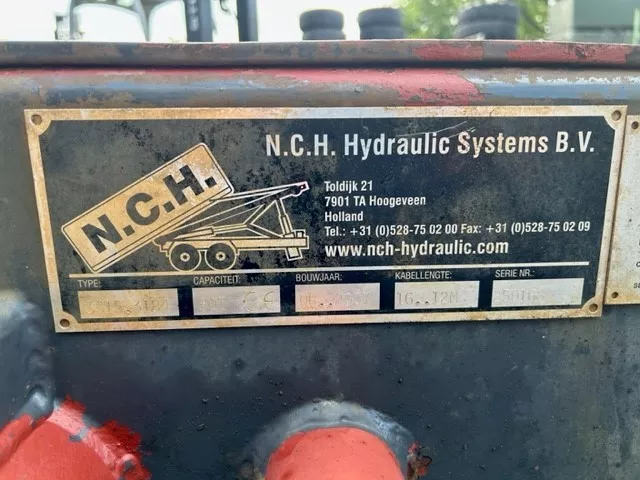 N.C.H. Hydraulic Systems B.V.
N.C.H.
Toldijk 21
7901 TA Hoogeveen
Holland
Tel.: +31 (0)528-75 02 00 Fax: +31 (0)528-75 02 09
www.nch-hydraulic.com
TYPE: CAPACITEIT: BOUWJAAR: KABELLENGTE: SERIE NR.: